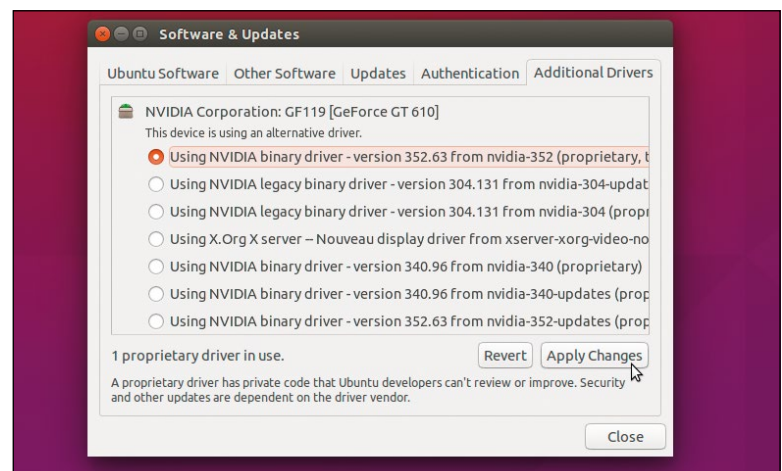 Software & Updates
Ubuntu Software Other Software Updates Authentication Additional Drivers
NVIDIA Corporation: GF119 [GeForce GT 610]
This device is using an alternative driver.
Using NVIDIA binary driver - version 352.63 from nvidia-352 (proprietary, t
Using NVIDIA legacy binary driver - version 304.131 from nvidia-304-updat
Using NVIDIA legacy binary driver - version 304.131 from nvidia-304 (propr
Using X.Org X server -- Nouveau display driver from xserver-xorg-video-no
Using NVIDIA binary driver - version 340.96 from nvidia-340 (proprietary)
Using NVIDIA binary driver - version 340.96 from nvidia-340-updates (prop
Using NVIDIA binary driver - version 352.63 from nvidia-352-updates (prop
1 proprietary driver in use. Revert Apply Changes
A proprietary driver has private code that Ubuntu developers can't review or improve. Security
and other updates are dependent on the driver vendor.
Close